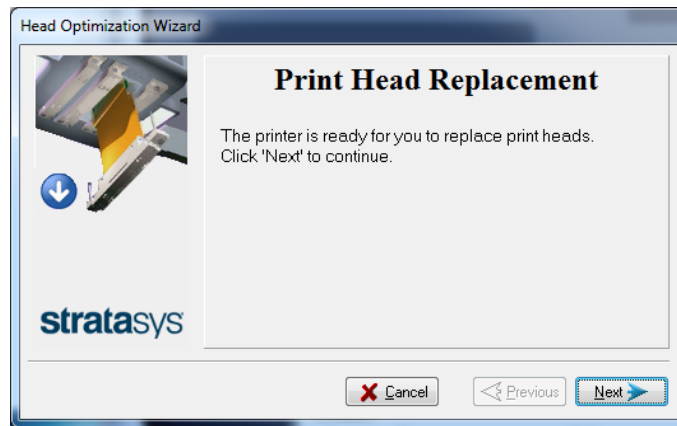 Head Optimization Wizard
Print Head Replacement
The printer is ready for you to replace print heads.
Click 'Next' to continue.
stratasys
Cancel
Previous
Next